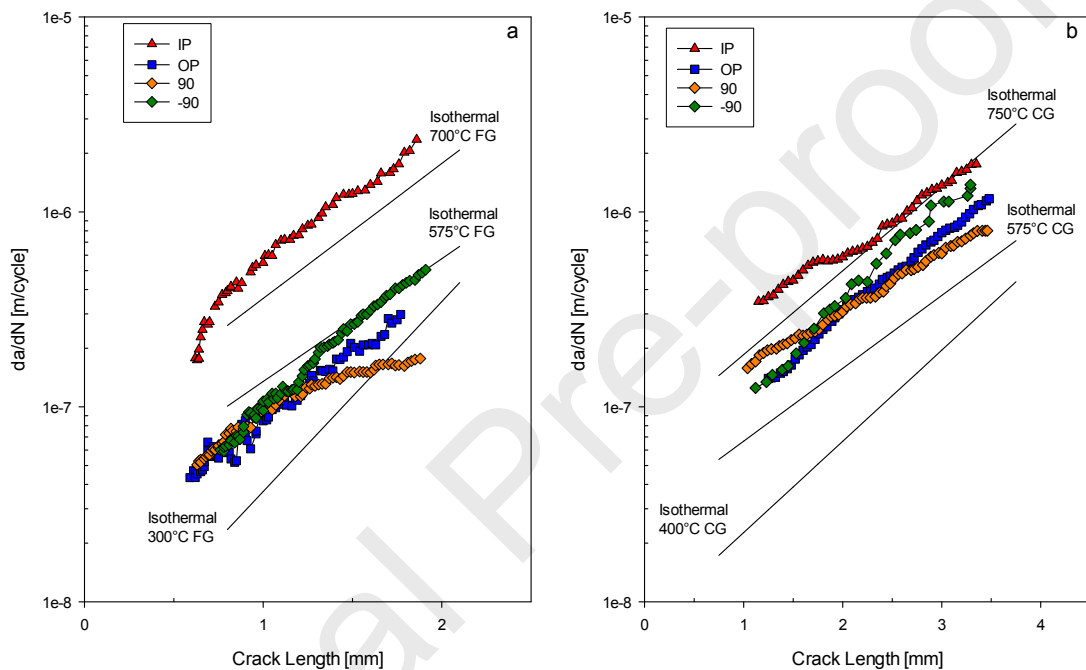 1e-5
1e-6
1e-7
1e-8
da/dN [m/cycle]
0
1
2
Crack Length [mm]
a
IP
OP
90
-90
Isothermal
700°C FG
Isothermal
575°C FG
Isothermal
300°C FG
1e-5
1e-6
1e-7
1e-8
da/dN [m/cycle]
0
1
2
3
4
Crack Length [mm]
b
IP
OP
90
-90
Isothermal
750°C CG
Isothermal
575°C CG
Isothermal
400°C CG
al Pre-proo